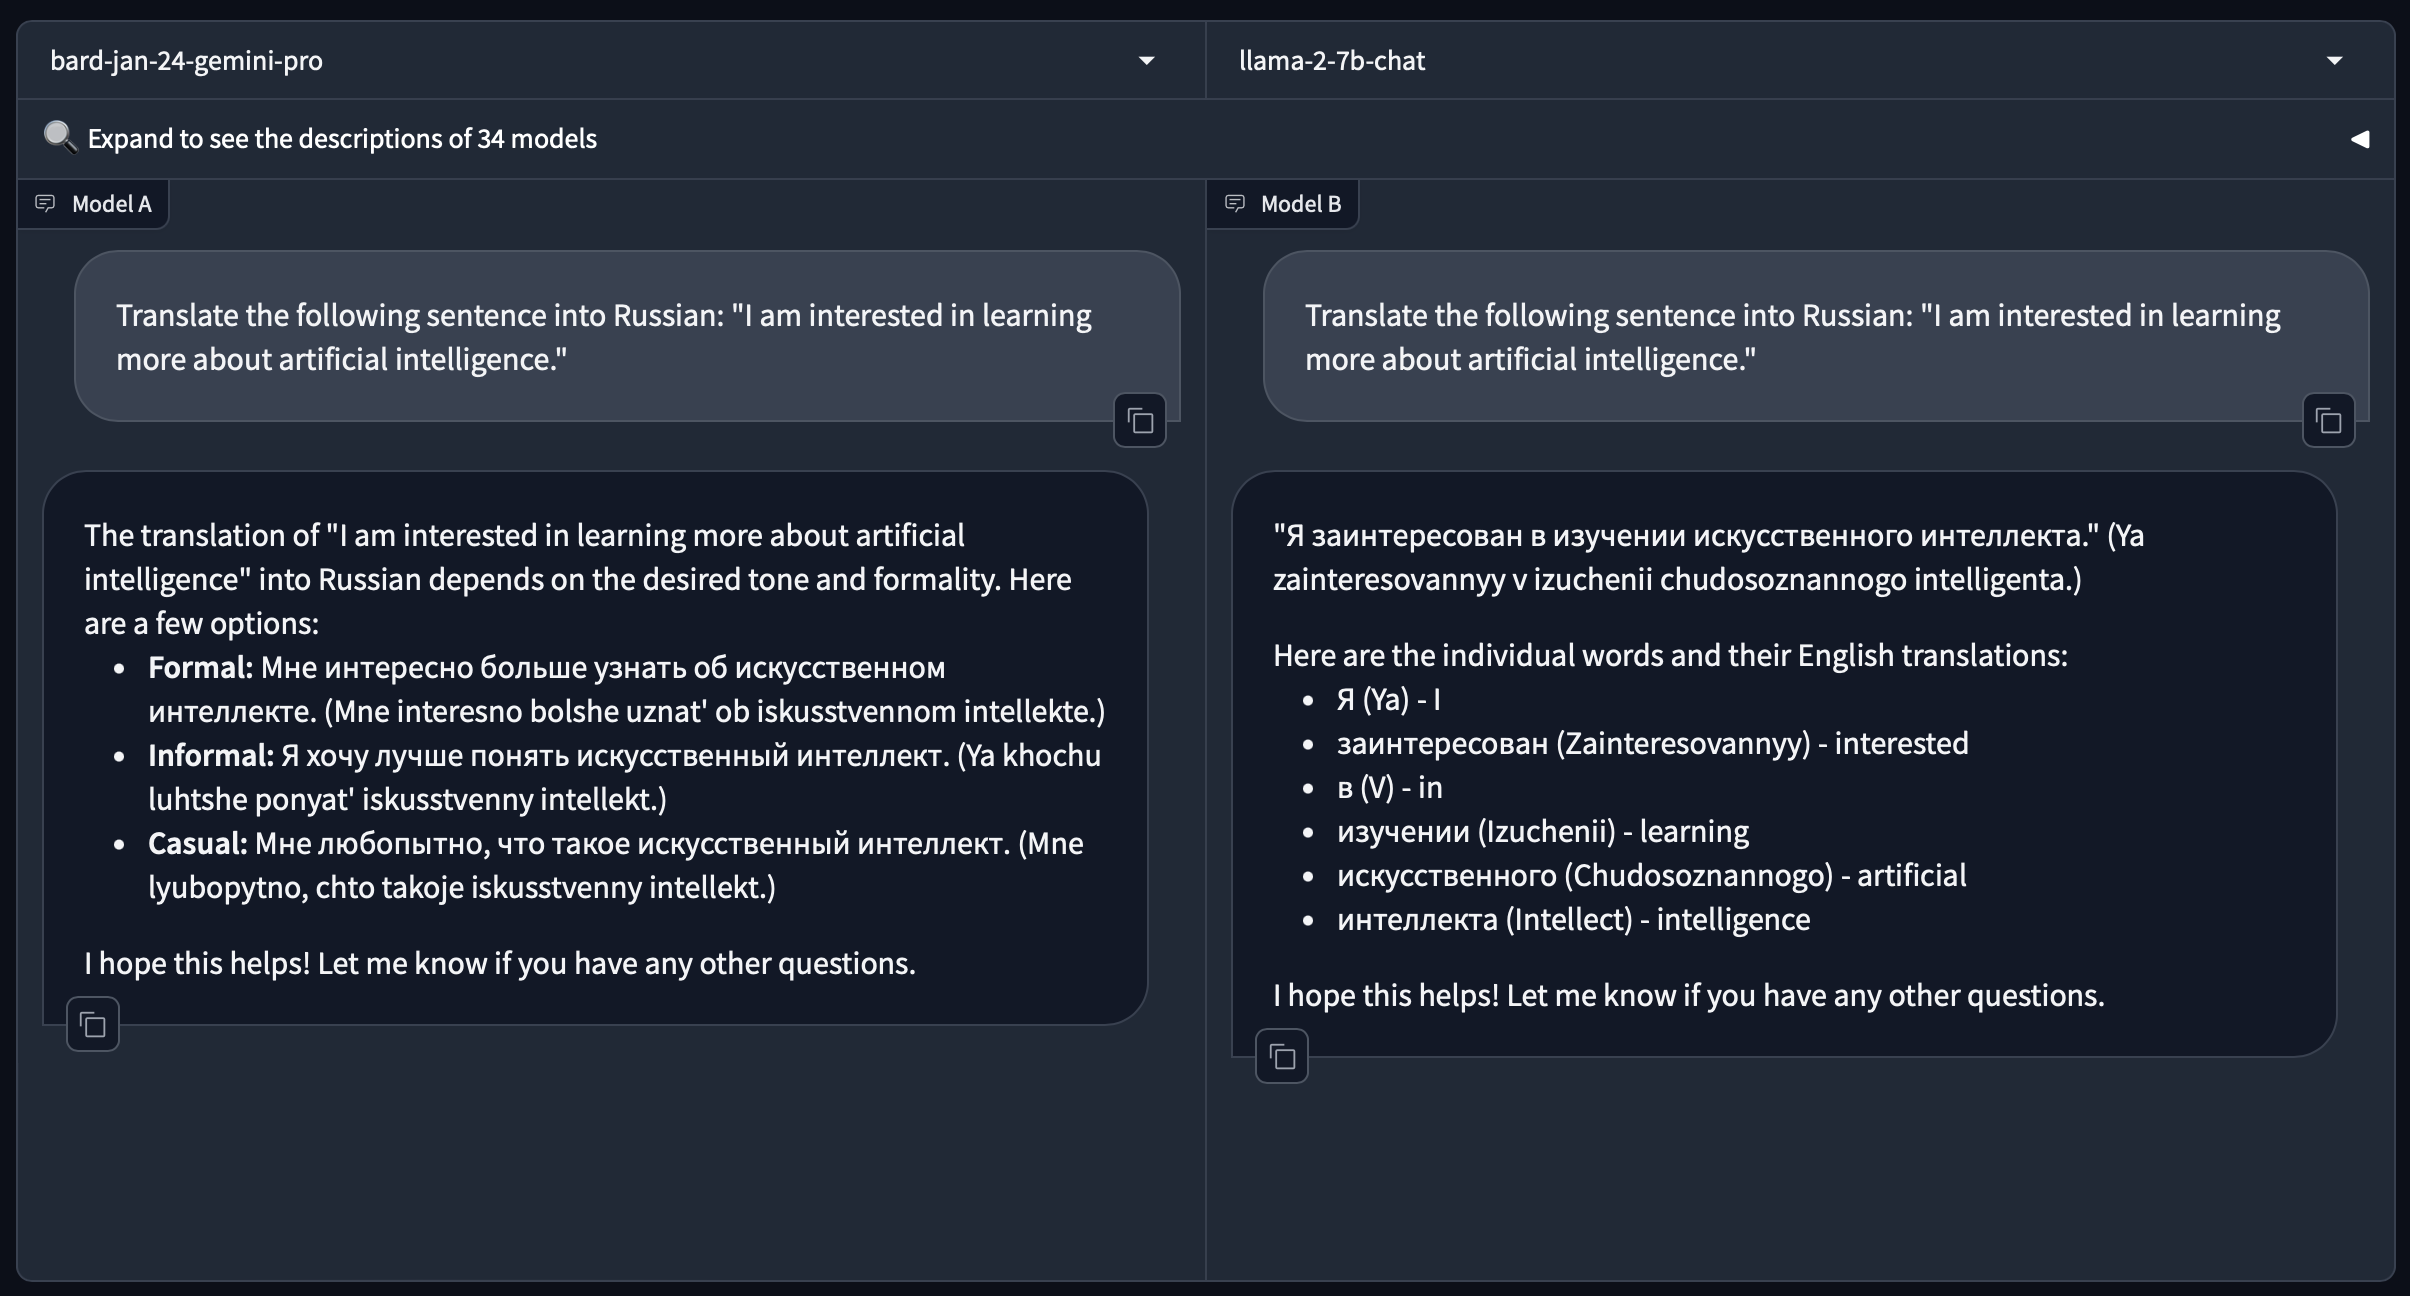 bard-jan-24-gemini-pro
llama-2-7b-chat
Expand to see the descriptions of 34 models
Model A
Translate the following sentence into Russian: "I am interested in learning
more about artificial intelligence."
The translation of "I am interested in learning more about artificial
intelligence" into Russian depends on the desired tone and formality. Here
are a few options:
• Formal: Мне интересно больше узнать об искусственном
интеллекте. (Mne interesno bolshe uznat' ob iskusstvennom intellekte.)
• Informal: Я хочу лучше понять искусственный интеллект. (Ya khochu
luhtshe ponyat' iskusstvenny intellekt.)
• Casual: Мне любопытно, что такое искусственный интеллект. (Mne
lyubopytno, chto takoje iskusstvenny intellekt.)
I hope this helps! Let me know if you have any other questions.
Model B
Translate the following sentence into Russian: "I am interested in learning
more about artificial intelligence."
"Я заинтересован в изучении искусственного интеллекта." (Ya
zainteresovannyy v izuchenii chudosoznannogo intelligenta.)
Here are the individual words and their English translations:
• Я (Ya) - I
• заинтересован (Zainteresovannyy) - interested
• в (V) - in
• изучении (Izuchenii) - learning
• искусственного (Chudosoznannogo) - artificial
• интеллекта (Intellect) - intelligence
I hope this helps! Let me know if you have any other questions.